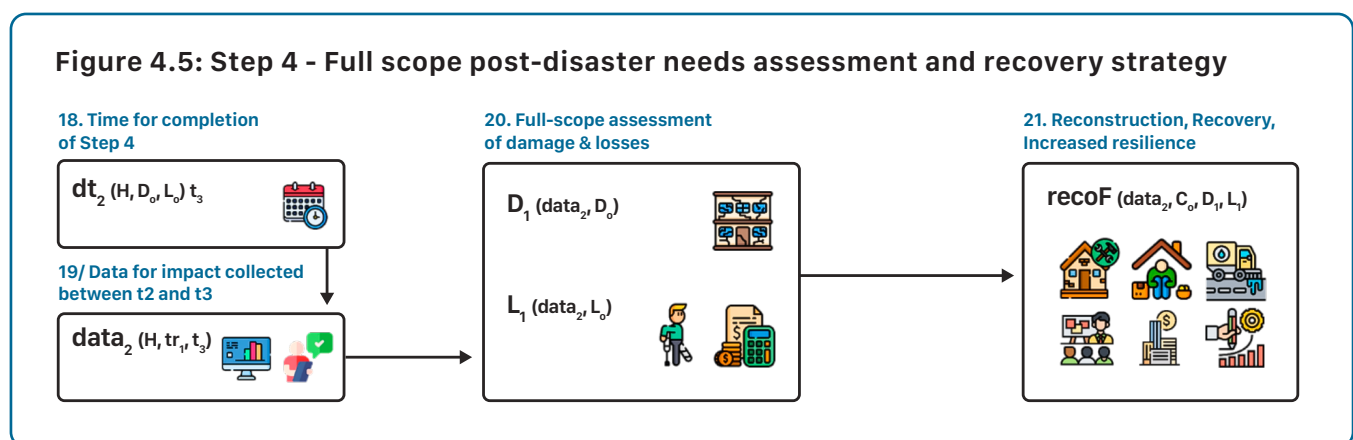 Figure 4.5: Step 4 - Full scope post-disaster needs assessment and recovery strategy
18. Time for completion
of Step 4
dt₂ (H, Dₒ, Lₒ) t₃
19/ Data for impact collected
between t2 and t3
data₂ (H, tr₁, t₃)
20. Full-scope assessment
of damage & losses
D₁ (data₂, Dₒ)
L₁ (data₂, Lₒ)
21. Reconstruction, Recovery,
Increased resilience
recoF (data₂, Cₒ, D₁, L₁)